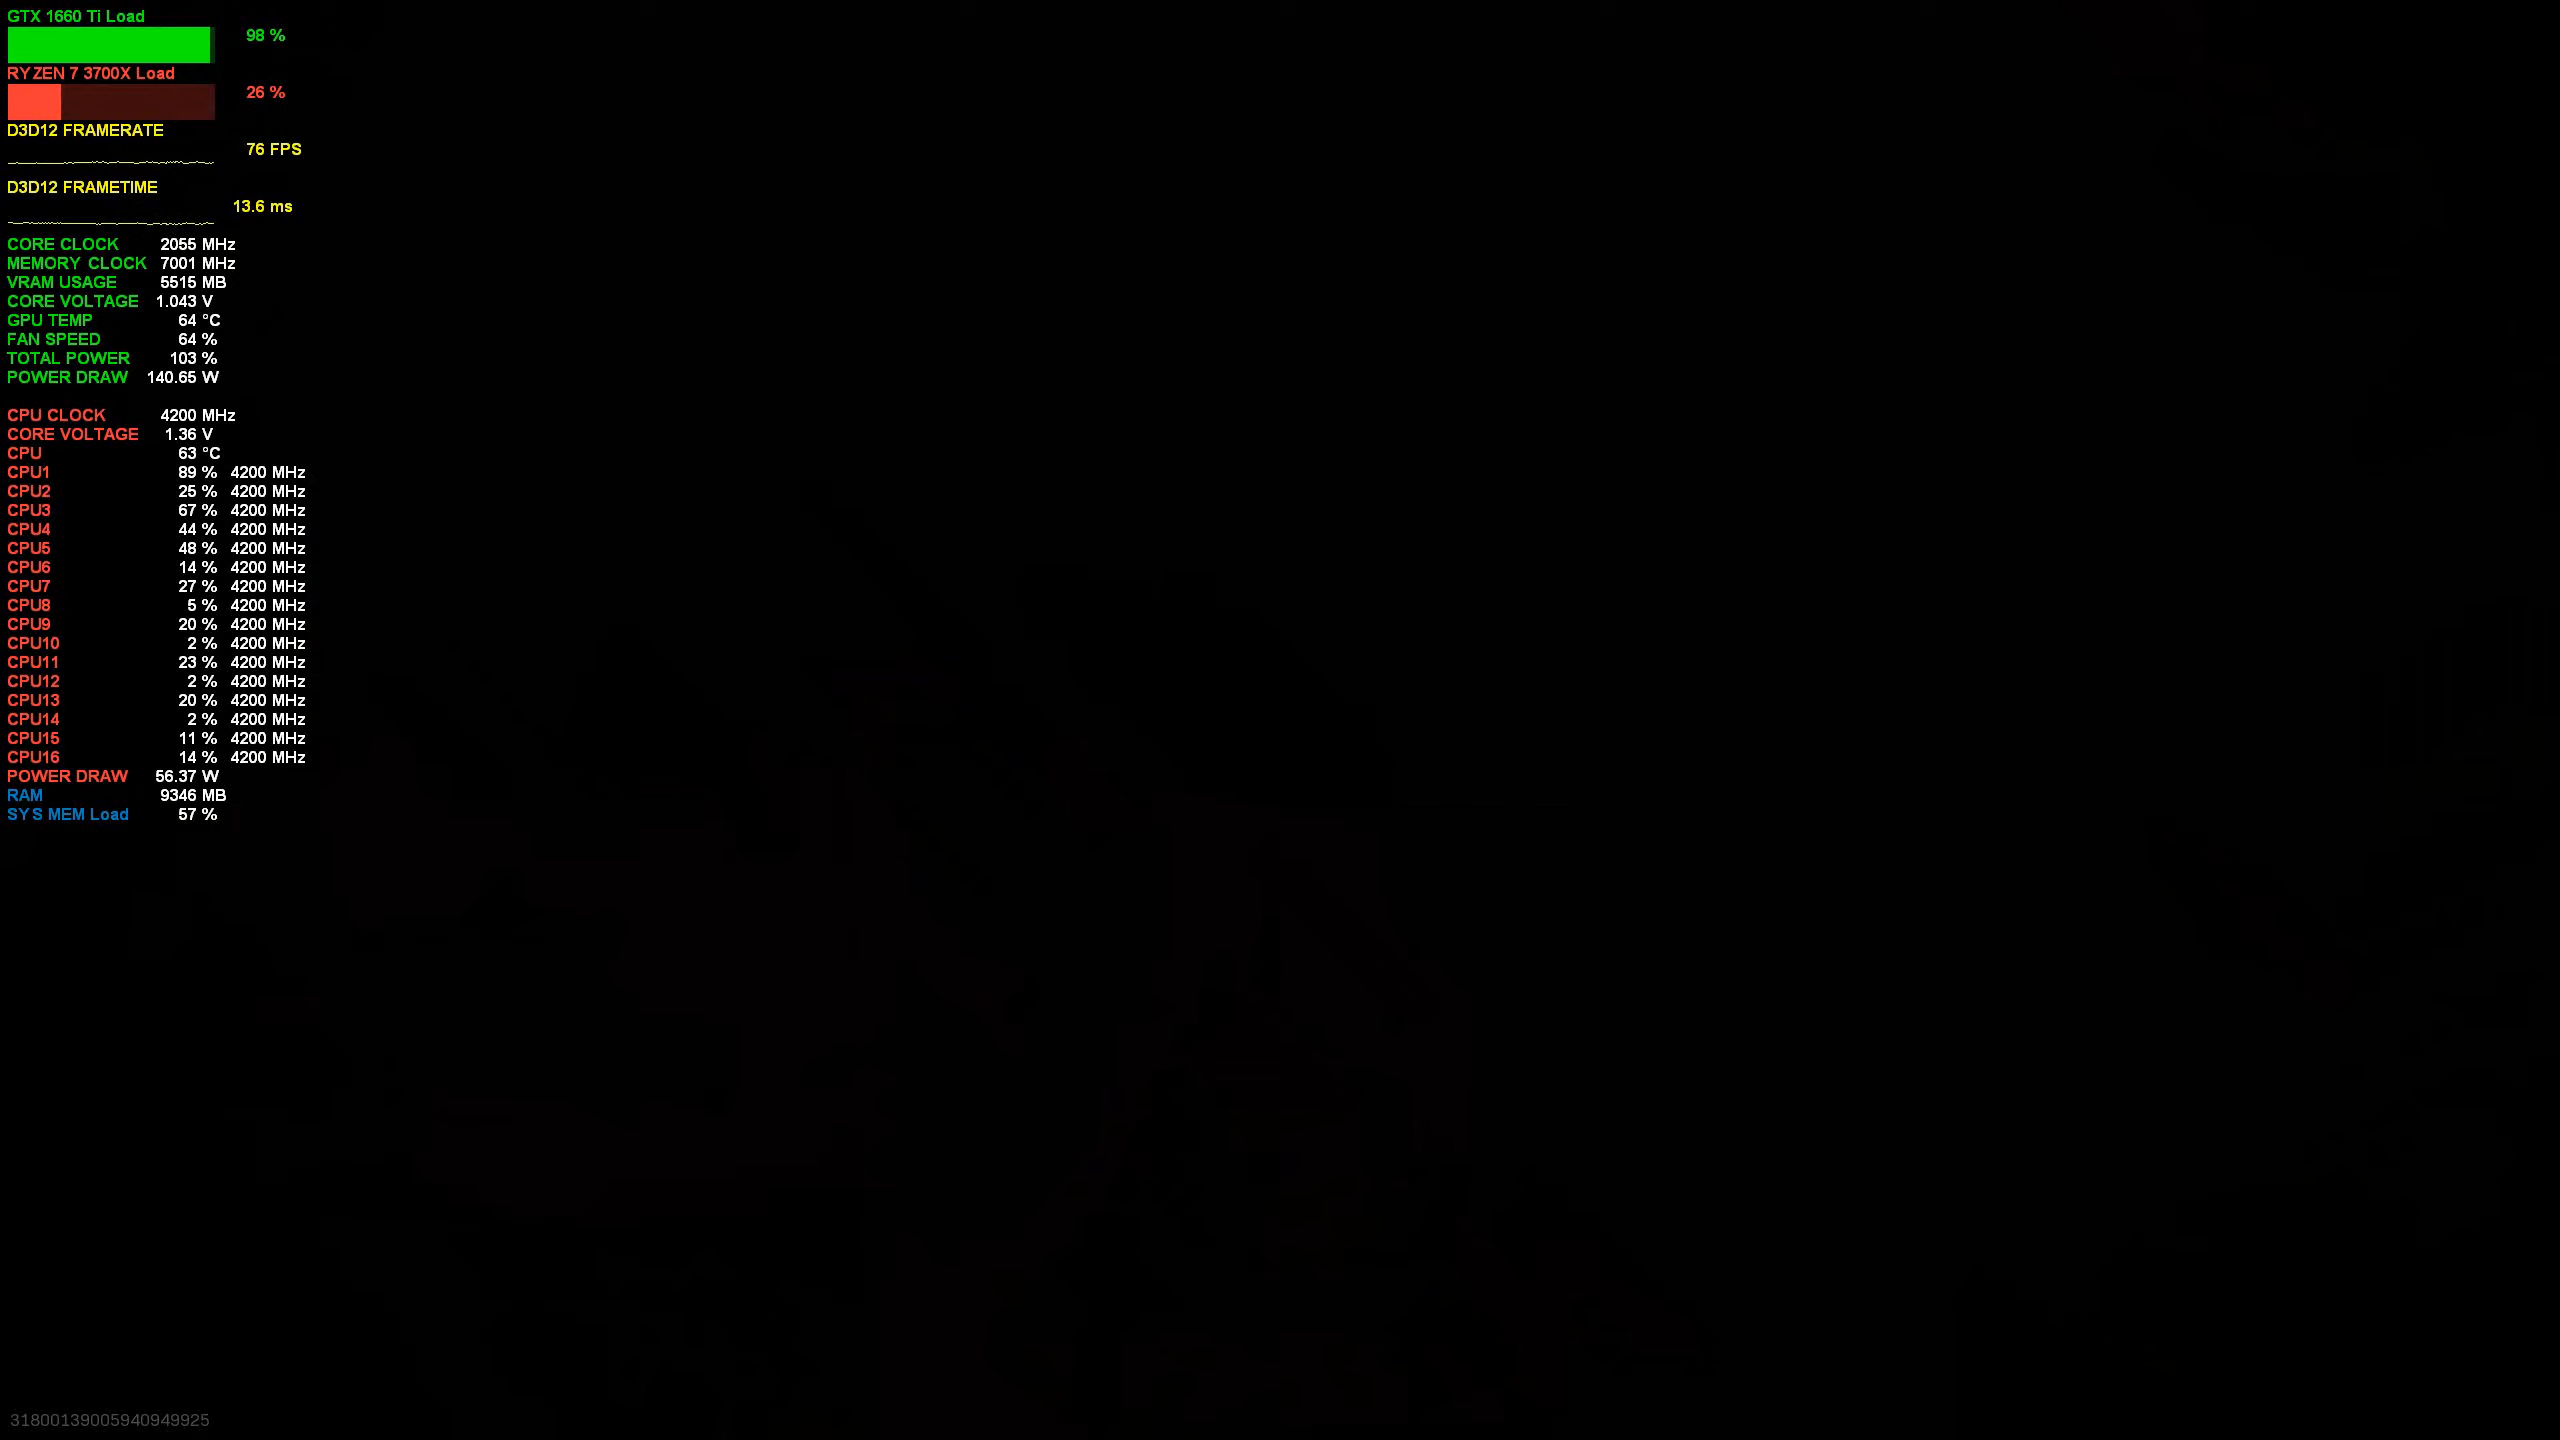 GTX 1660 Ti Load
98 %
RYZEN 7 3700X Load
26 %
D3D12 FRAMERATE
76 FPS
D3D12 FRAMETIME
13.6 ms
CORE CLOCK 2055 MHz
MEMORY CLOCK 7001 MHz
VRAM USAGE 5515 MB
CORE VOLTAGE 1.043 V
GPU TEMP 64 °C
FAN SPEED 64 %
TOTAL POWER 103 %
POWER DRAW 140.65 W
CPU CLOCK 4200 MHz
CORE VOLTAGE 1.36 V
CPU 63 °C
CPU1 89 % 4200 MHz
CPU2 25 % 4200 MHz
CPU3 67 % 4200 MHz
CPU4 44 % 4200 MHz
CPU5 48 % 4200 MHz
CPU6 14 % 4200 MHz
CPU7 27 % 4200 MHz
CPU8 5 % 4200 MHz
CPU9 20 % 4200 MHz
CPU10 2 % 4200 MHz
CPU11 23 % 4200 MHz
CPU12 2 % 4200 MHz
CPU13 20 % 4200 MHz
CPU14 2 % 4200 MHz
CPU15 11 % 4200 MHz
CPU16 14 % 4200 MHz
POWER DRAW 56.37 W
RAM 9346 MB
SYS MEM Load 57 %
31800139005940949925